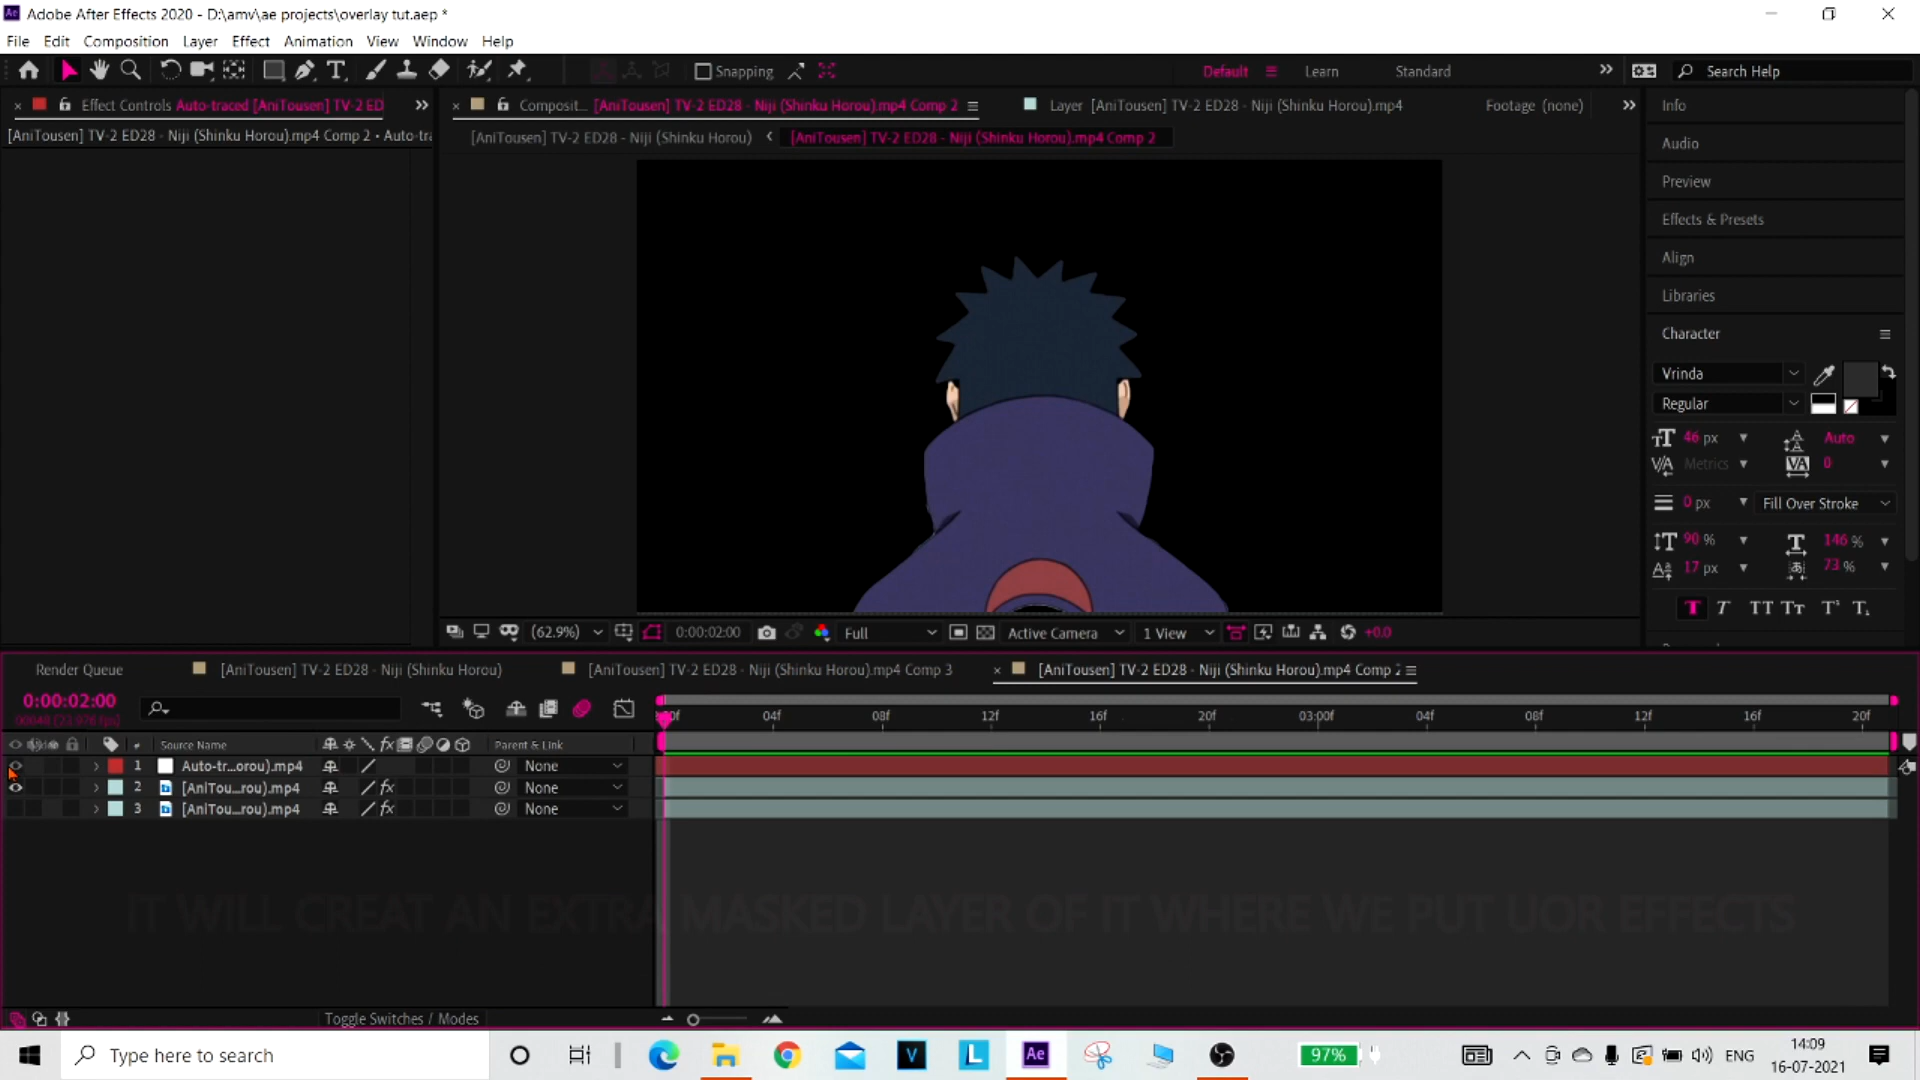 Adobe After Effects 2020 - D:\amv\ae projects\overlay tut.aep *
File Edit Composition Layer Effect Animation View Window Help
Snapping Default Learn Standard Search Help
Effect Controls Auto-traced [AniTousen] TV-2 ED
Composit... [AniTousen] TV-2 ED28 - Niji (Shinku Horou).mp4 Comp 2
Layer [AniTousen] TV-2 ED28 - Niji (Shinku Horou).mp4
Footage (none)
[AniTousen] TV-2 ED28 - Niji (Shinku Horou).mp4 Comp 2 • Auto-tra
[AniTousen] TV-2 ED28 - Niji (Shinku Horou) [AniTousen] TV-2 ED28 - Niji (Shinku Horou).mp4 Comp 2
Info
Audio
Preview
Effects & Presets
Align
Libraries
Character
Vrinda
Regular
46 px Auto
Metrics 0
0 px Fill Over Stroke
90 % 146 %
17 px 73 %
T T TT Tт T¹ T₁
(62.9%) 0:00:02:00 Full Active Camera 1 View +0.0
Render Queue [AniTousen] TV-2 ED28 - Niji (Shinku Horou) [AniTousen] TV-2 ED28 - Niji (Shinku Horou).mp4 Comp 3 [AniTousen] TV-2 ED28 - Niji (Shinku Horou).mp4 Comp 2
0:00:02:00
00048 (23.976 fps)
04f 08f 12f 16f 20f 03:00f 04f 08f 12f 16f 20f
# Source Name fx Parent & Link
1 Auto-tr...orou).mp4 None
2 [AniTou...rou).mp4 fx None
3 [AniTou...rou).mp4 fx None
IT WILL CREAT AN EXTRA MASKED LAYER OF IT WHERE WE PUT UOR EFFECTS
Toggle Switches / Modes
Type here to search
97%
ENG
14:09
16-07-2021